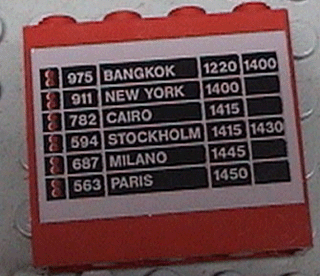 975 BANGKOK 1220 1400
911 NEW YORK 1400
782 CAIRO 1415
594 STOCKHOLM 1415 1430
687 MILANO 1445
563 PARIS 1450